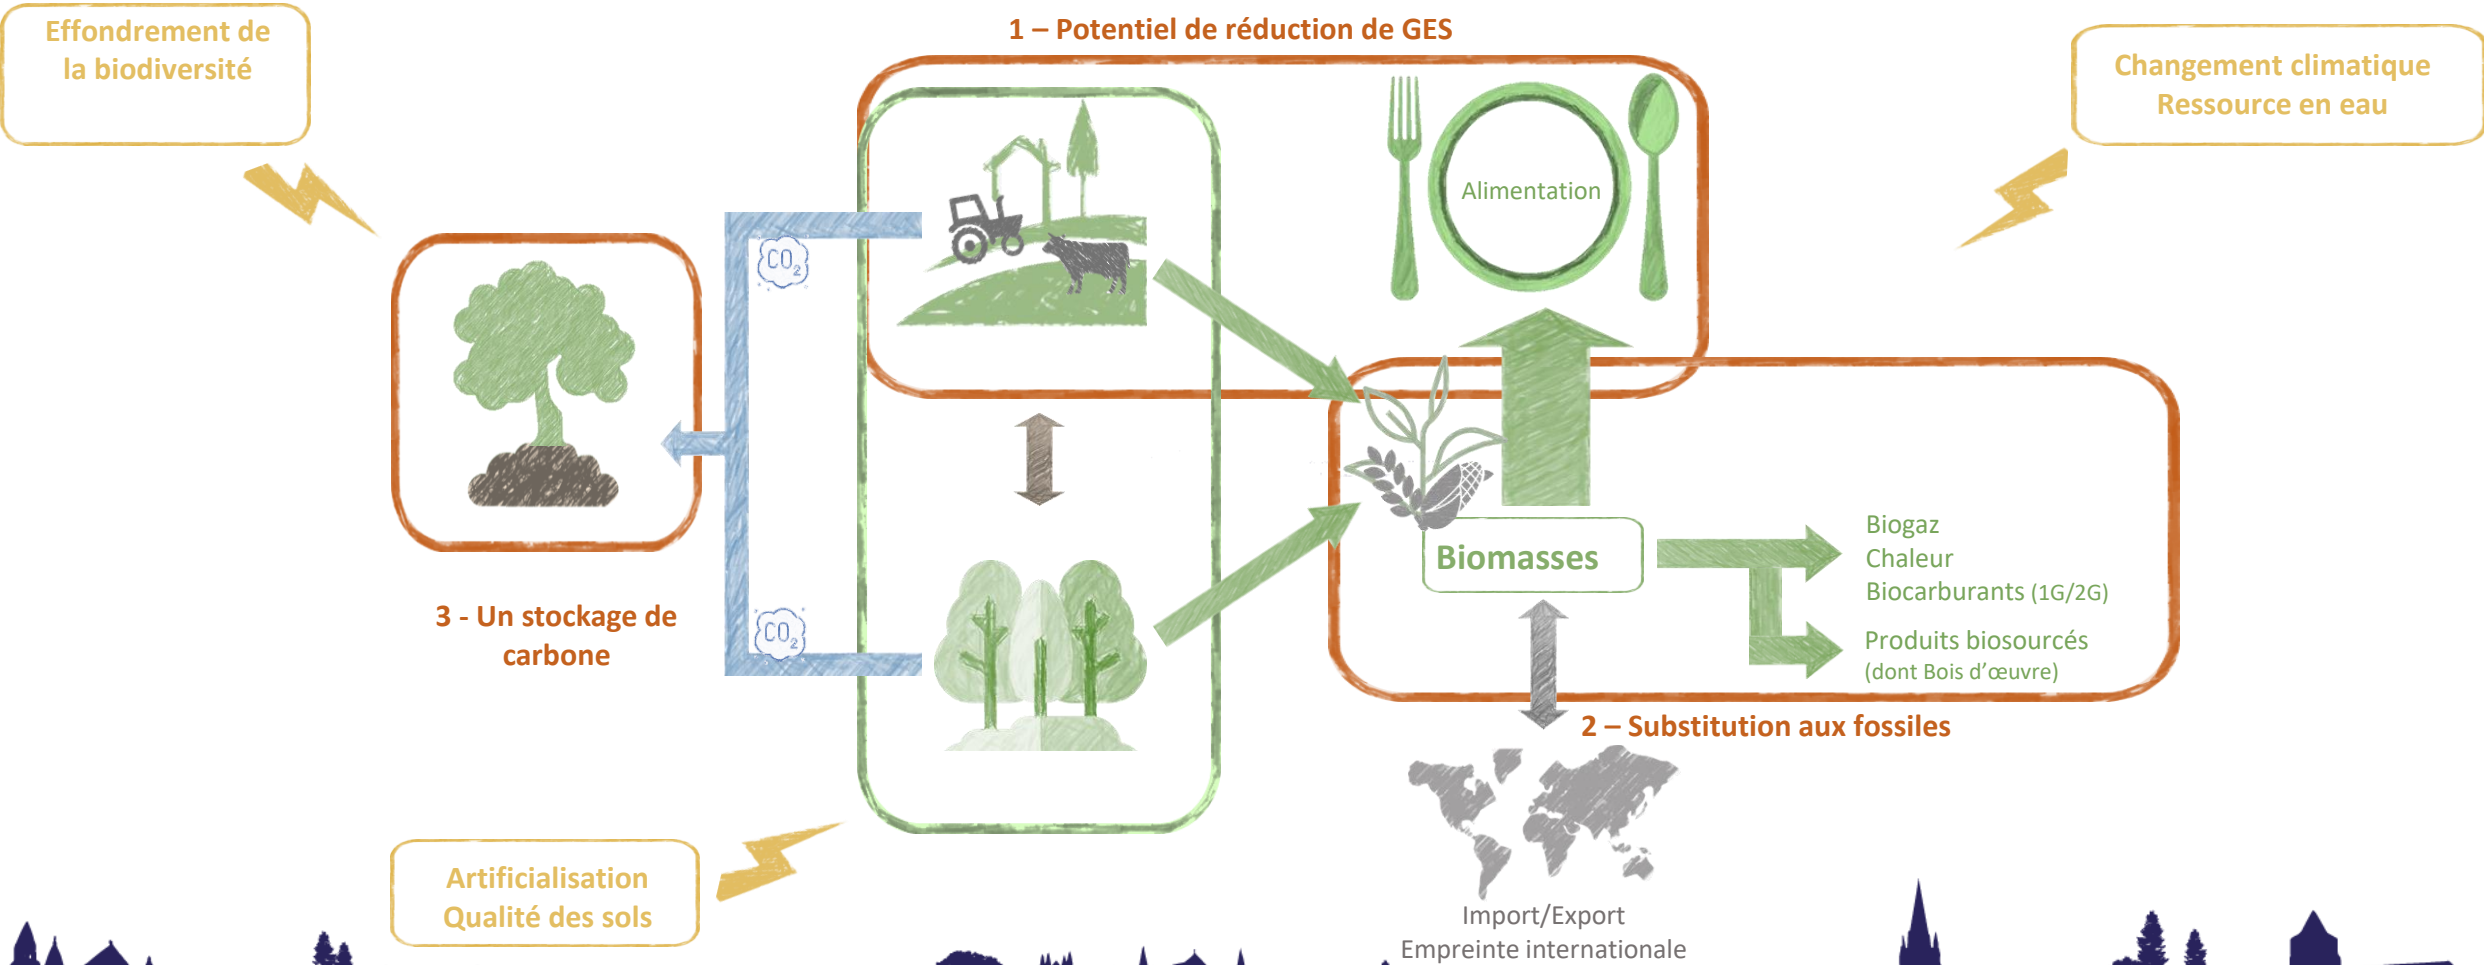 Effondrement de
la biodiversité
1 – Potentiel de réduction de GES
Changement climatique
Ressource en eau
Alimentation
CO2
CO2
3 - Un stockage de
carbone
Biomasses
Biogaz
Chaleur
Biocarburants (1G/2G)
Produits biosourcés
(dont Bois d’œuvre)
2 – Substitution aux fossiles
Artificialisation
Qualité des sols
Import/Export
Empreinte internationale